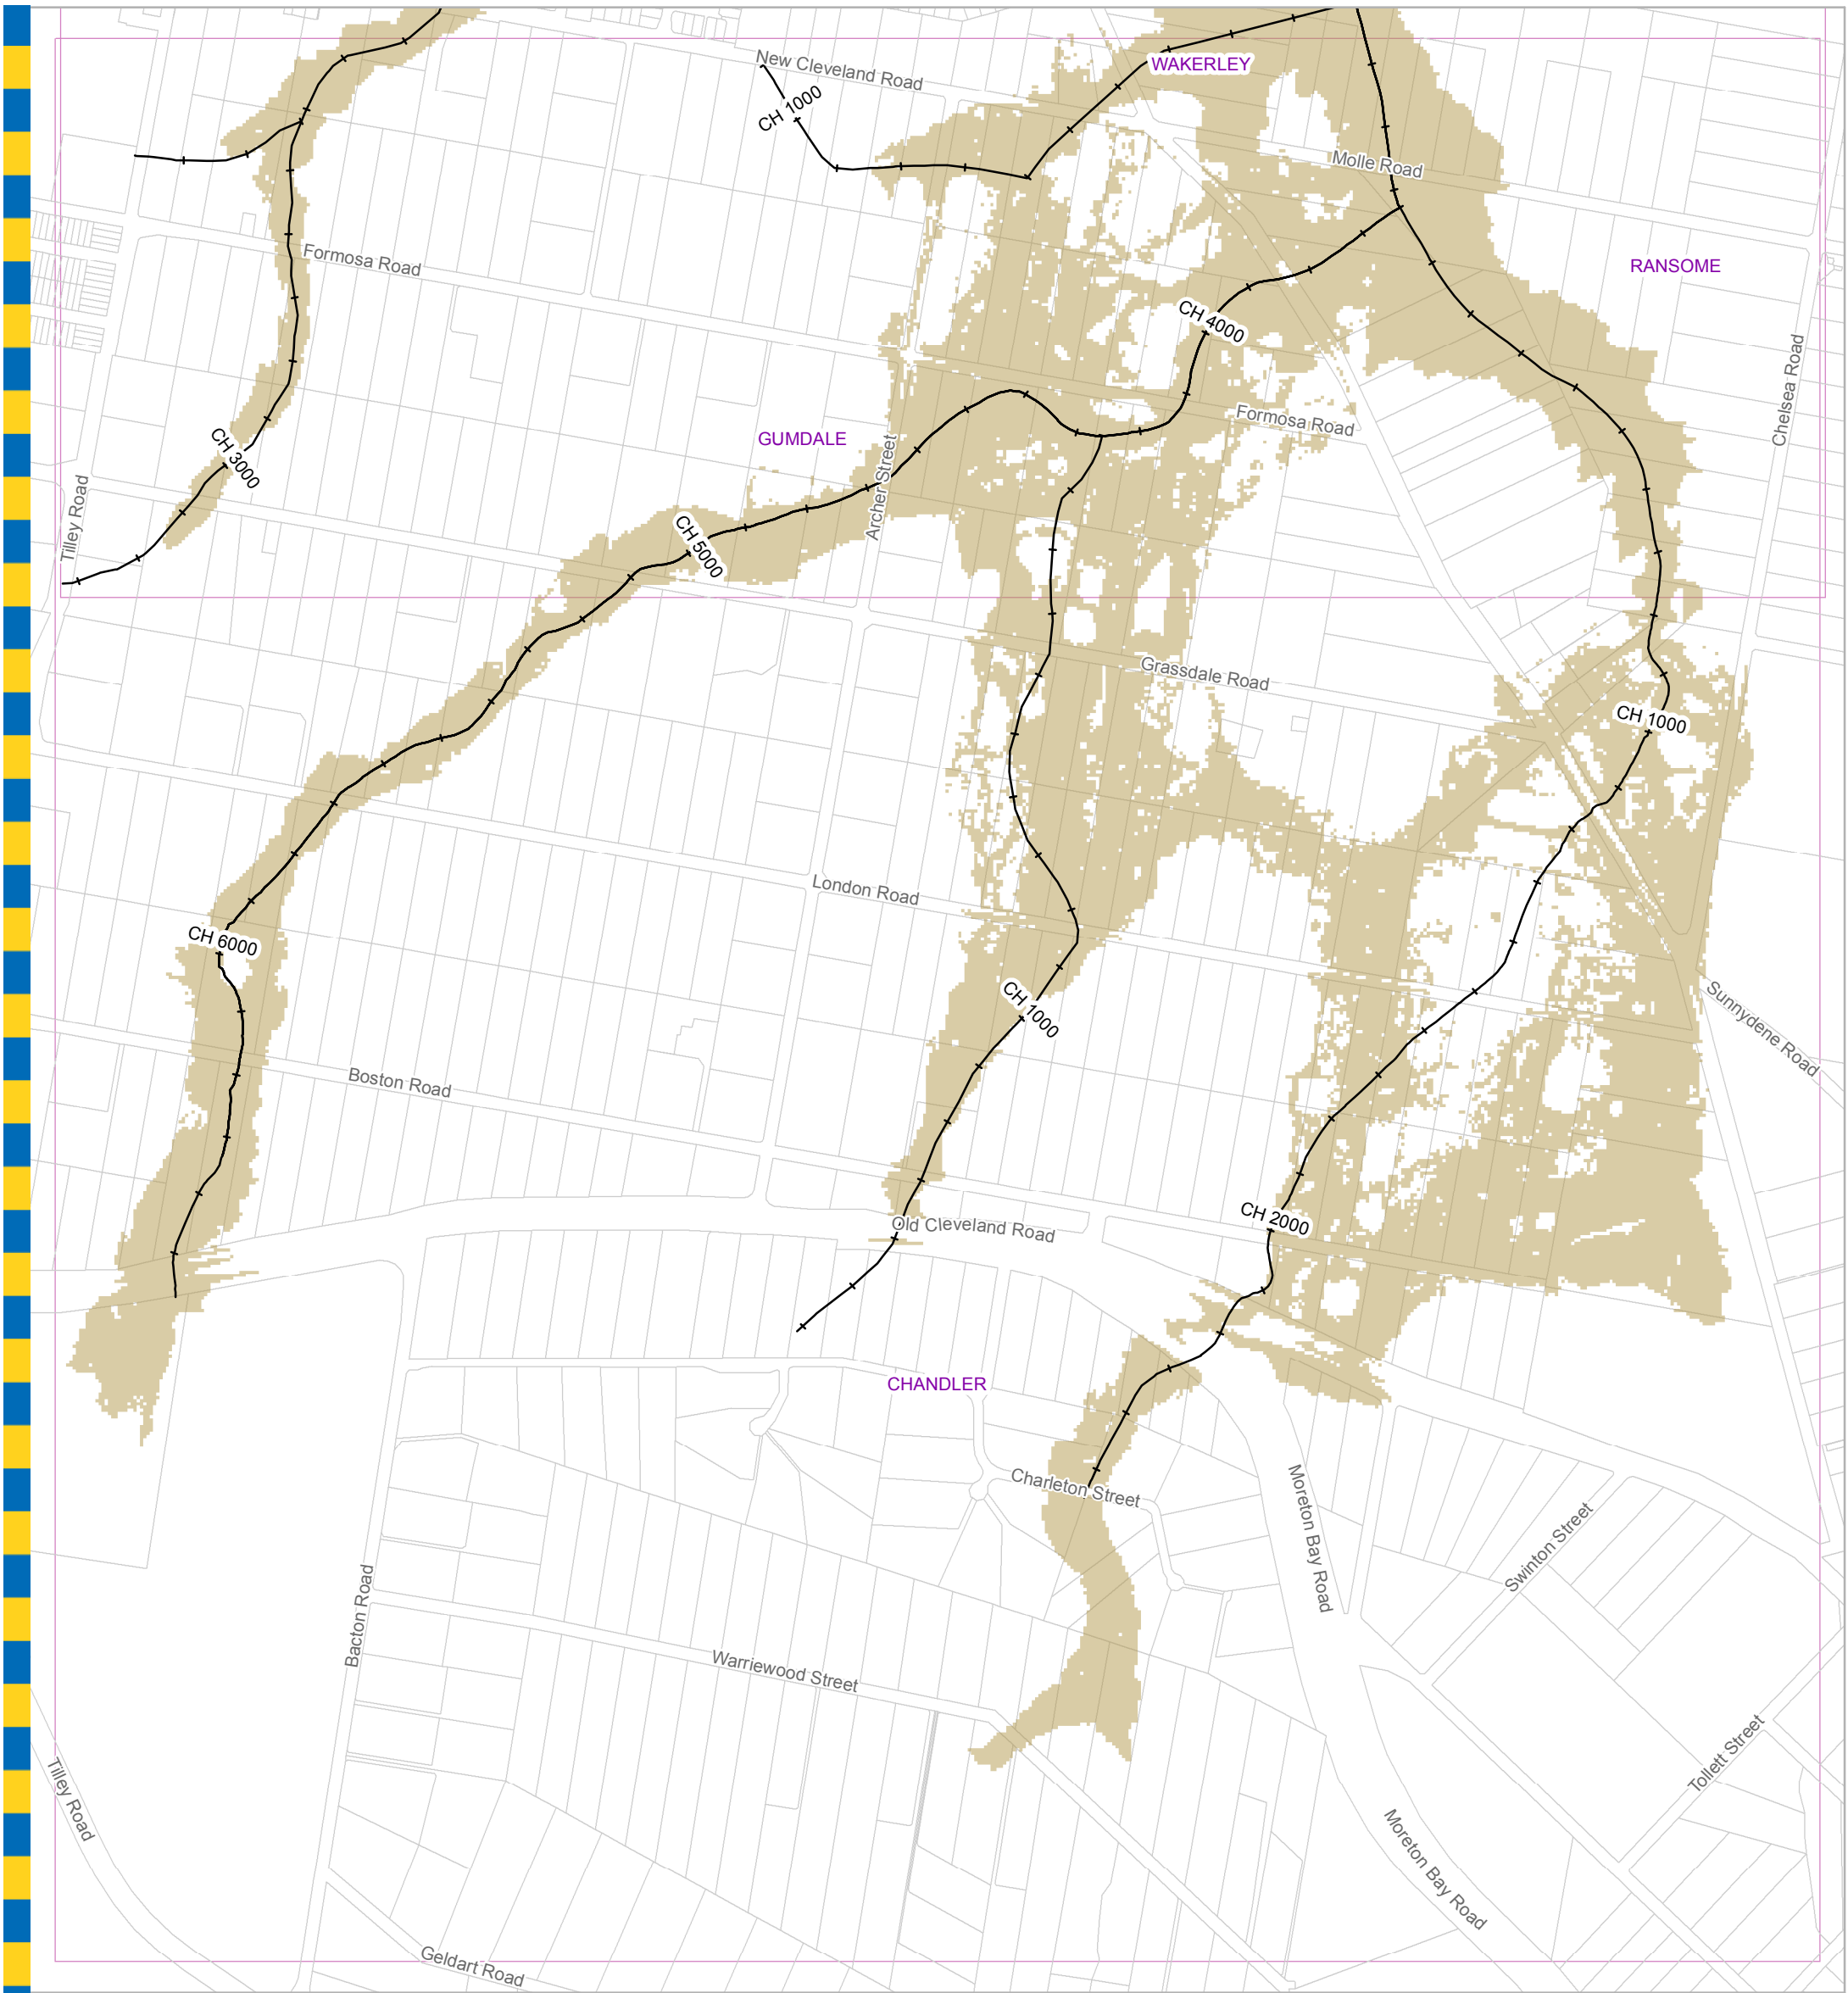 New Cleveland Road
WAKERLEY
CH 1000
Molle Road
Formosa Road
RANSOME
CH 4000
Chelsea Road
Formosa Road
GUMDALE
CH 3000
Archer Street
Tilley Road
CH 5000
Grassdale Road
CH 1000
London Road
CH 6000
CH 1000
Sunnydene Road
Boston Road
CH 2000
Old Cleveland Road
CHANDLER
Charleton Street
Moreton Bay Road
Swinton Street
Bacton Road
Warriewood Street
Tollett Street
Tilley Road
Moreton Bay Road
Geldart Road